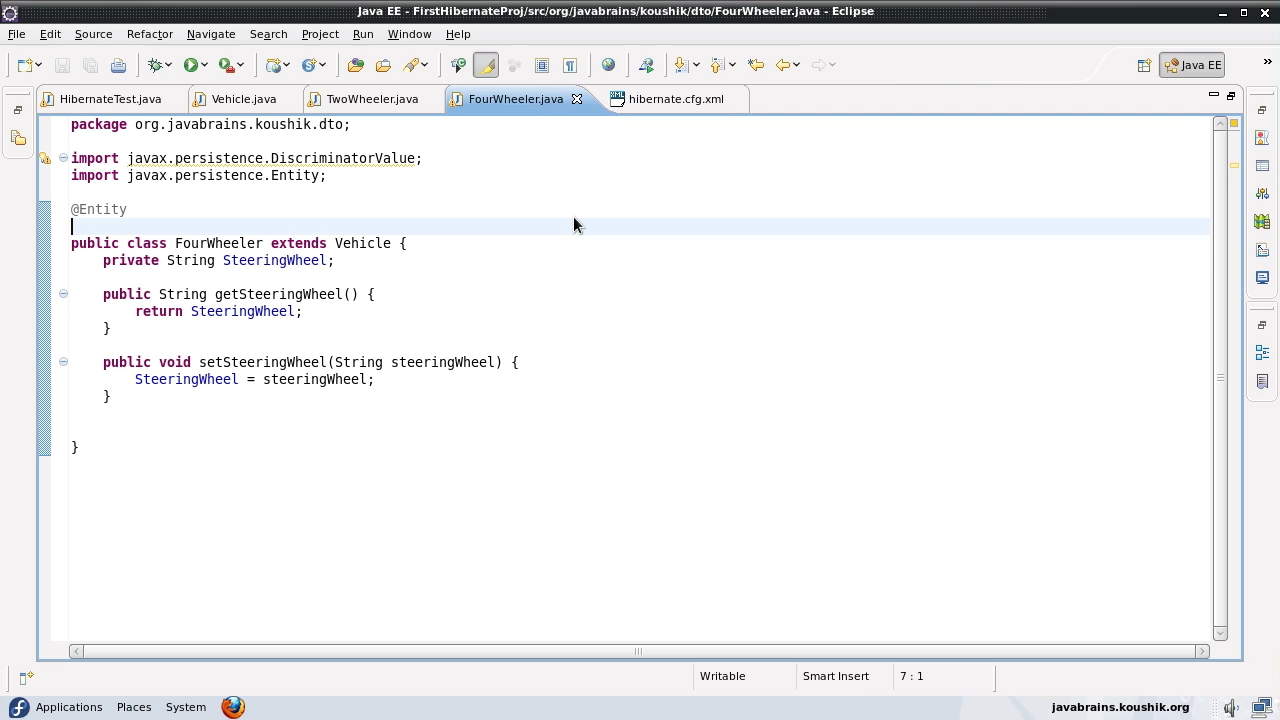 Java EE - FirstHibernateProj/src/org/javabrains/koushik/dto/FourWheeler.java - Eclipse
File Edit Source Refactor Navigate Search Project Run Window Help
Java EE
HibernateTest.java Vehicle.java TwoWheeler.java FourWheeler.java hibernate.cfg.xml
package org.javabrains.koushik.dto;
import javax.persistence.DiscriminatorValue;
import javax.persistence.Entity;
@Entity
public class FourWheeler extends Vehicle {
private String SteeringWheel;
public String getSteeringWheel() {
return SteeringWheel;
}
public void setSteeringWheel(String steeringWheel) {
SteeringWheel = steeringWheel;
}
}
Writable Smart Insert 7 : 1
Applications Places System javabrains.koushik.org